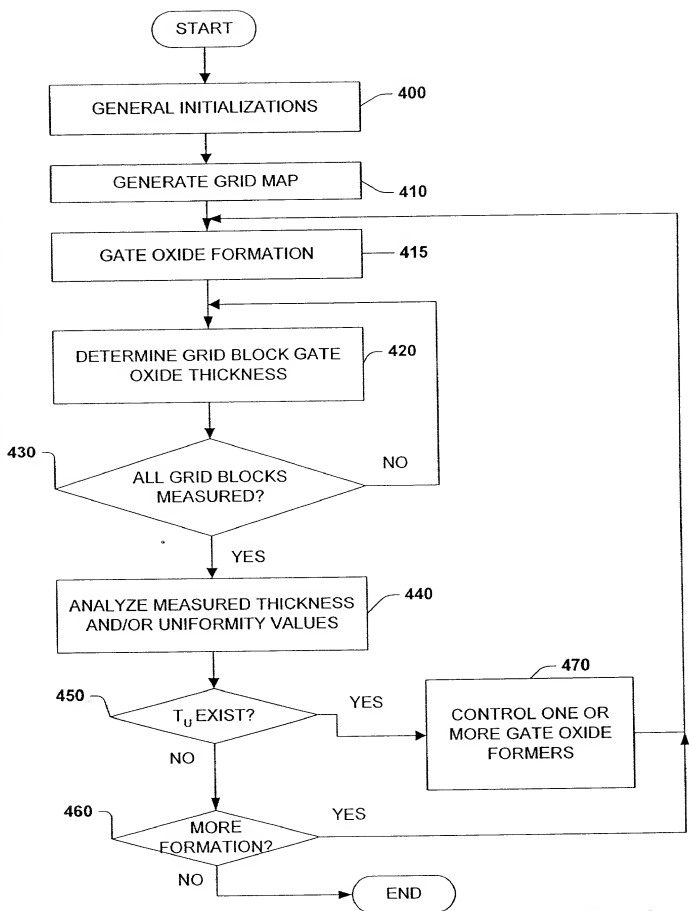 START
GENERAL INITIALIZATIONS
400
GENERATE GRID MAP
410
GATE OXIDE FORMATION
415
DETERMINE GRID BLOCK GATE
OXIDE THICKNESS
420
430
ALL GRID BLOCKS
MEASURED?
NO
YES
ANALYZE MEASURED THICKNESS
AND/OR UNIFORMITY VALUES
440
450
TU EXIST?
YES
NO
470
CONTROL ONE OR
MORE GATE OXIDE
FORMERS
460
MORE
FORMATION?
YES
NO
END